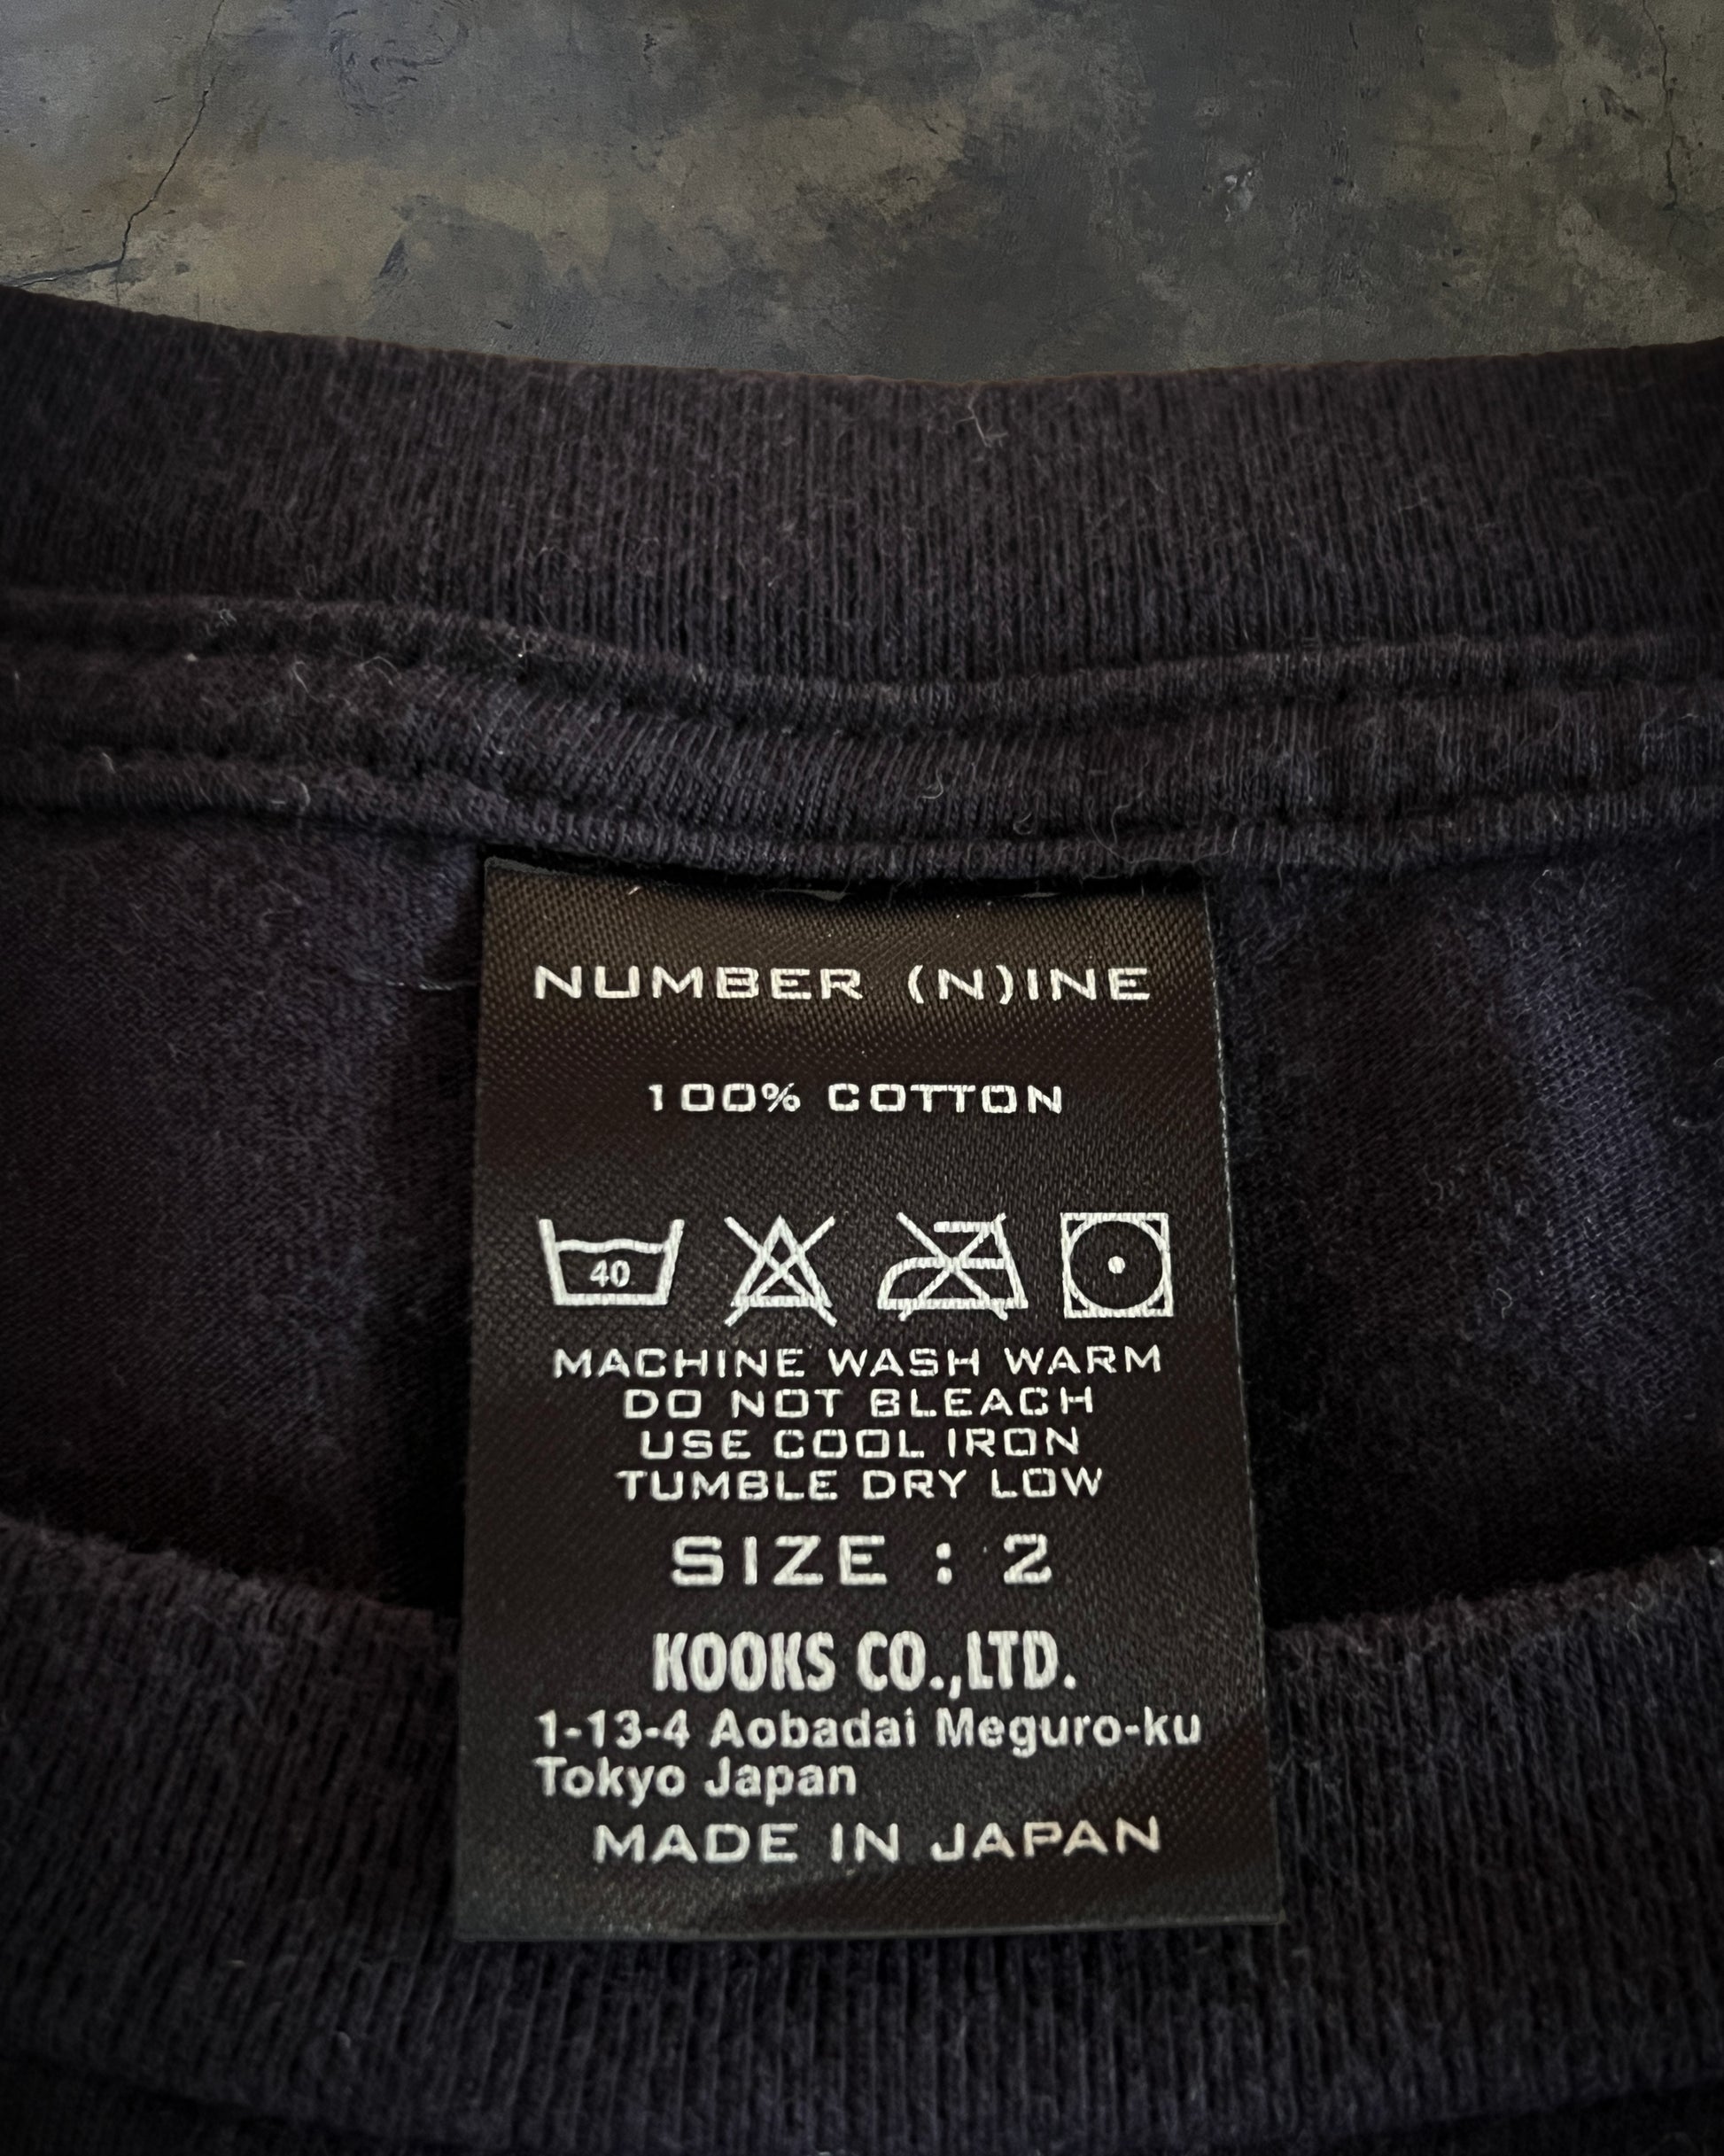 NUMBER (N)INE
100% COTTON
40
MACHINE WASH WARM
DO NOT BLEACH
USE COOL IRON
TUMBLE DRY LOW
SIZE : 2
KOOKS CO.,LTD.
1-13-4 Aobadai Meguro-ku
Tokyo Japan
MADE IN JAPAN